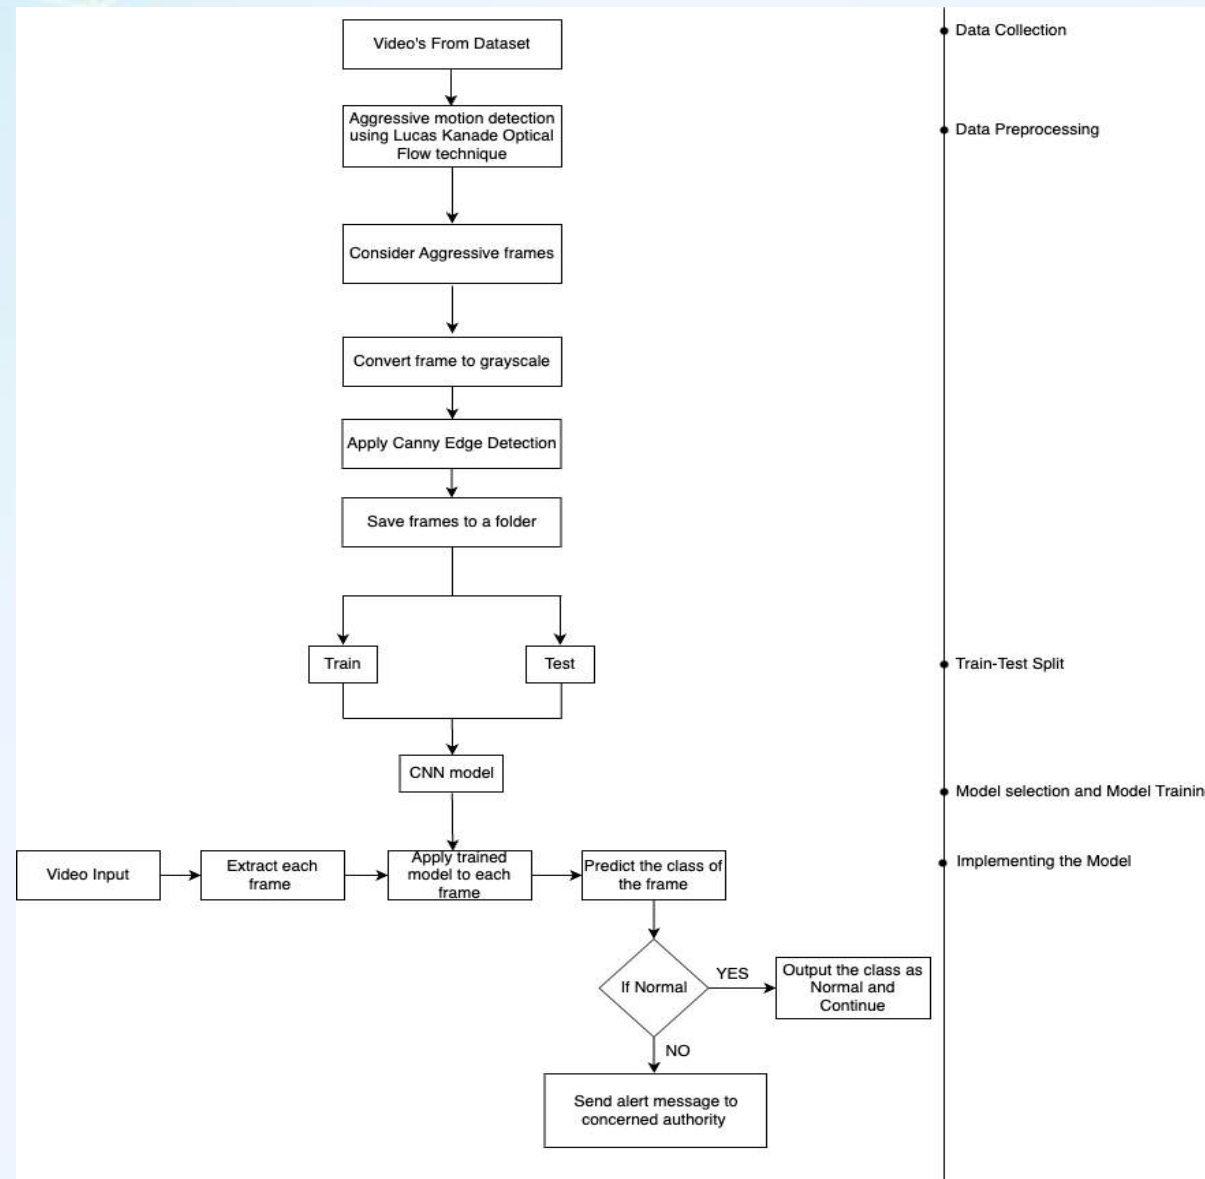 Video's From Dataset
Data Collection
Aggressive motion detection
using Lucas Kanade Optical
Flow technique
Data Preprocessing
Consider Aggressive frames
Convert frame to grayscale
Apply Canny Edge Detection
Save frames to a folder
Train
Test
Train-Test Split
CNN model
Model selection and Model Trainin
Video Input
Extract each
frame
Apply trained
model to each
frame
Predict the class of
the frame
Implementing the Model
If Normal
YES
Output the class as
Normal and
Continue
NO
Send alert message to
concerned authority